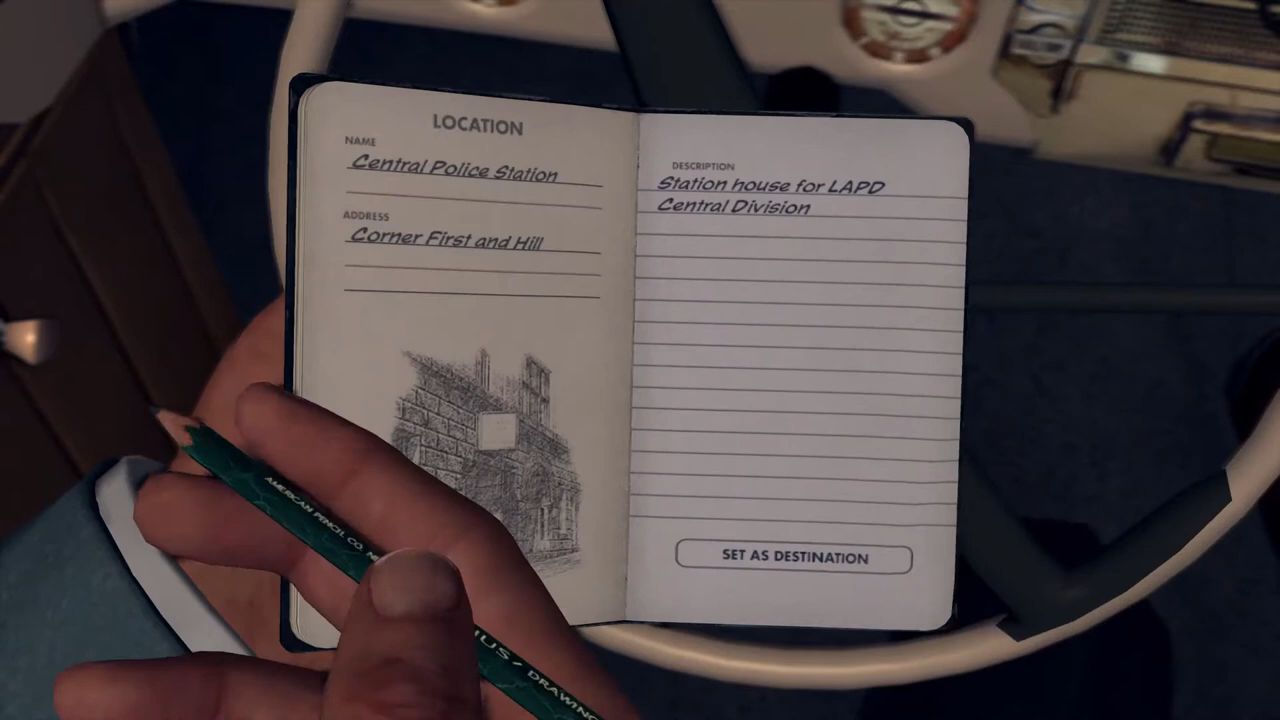 LOCATION
NAME
Central Police Station
ADDRESS
Corner First and Hill
DESCRIPTION
Station house for LAPD
Central Division
SET AS DESTINATION
AMERICAN PENCIL CO.
DRAWING